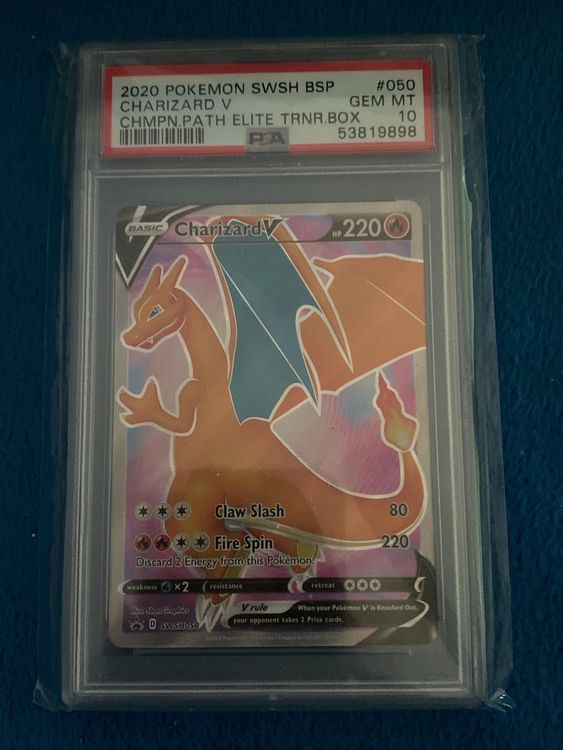 2020 POKEMON SWSH BSP #050
CHARIZARD V GEM MT
CHMPN.PATH ELITE TRNR.BOX 10
53819898
PSA
BASIC Charizard V HP 220
Claw Slash 80
Fire Spin 220
Discard 2 Energy from this Pokémon.
weakness ×2 resistance retreat
V rule When your Pokémon V is Knocked Out,
your opponent takes 2 Prize cards.
D SWSH050